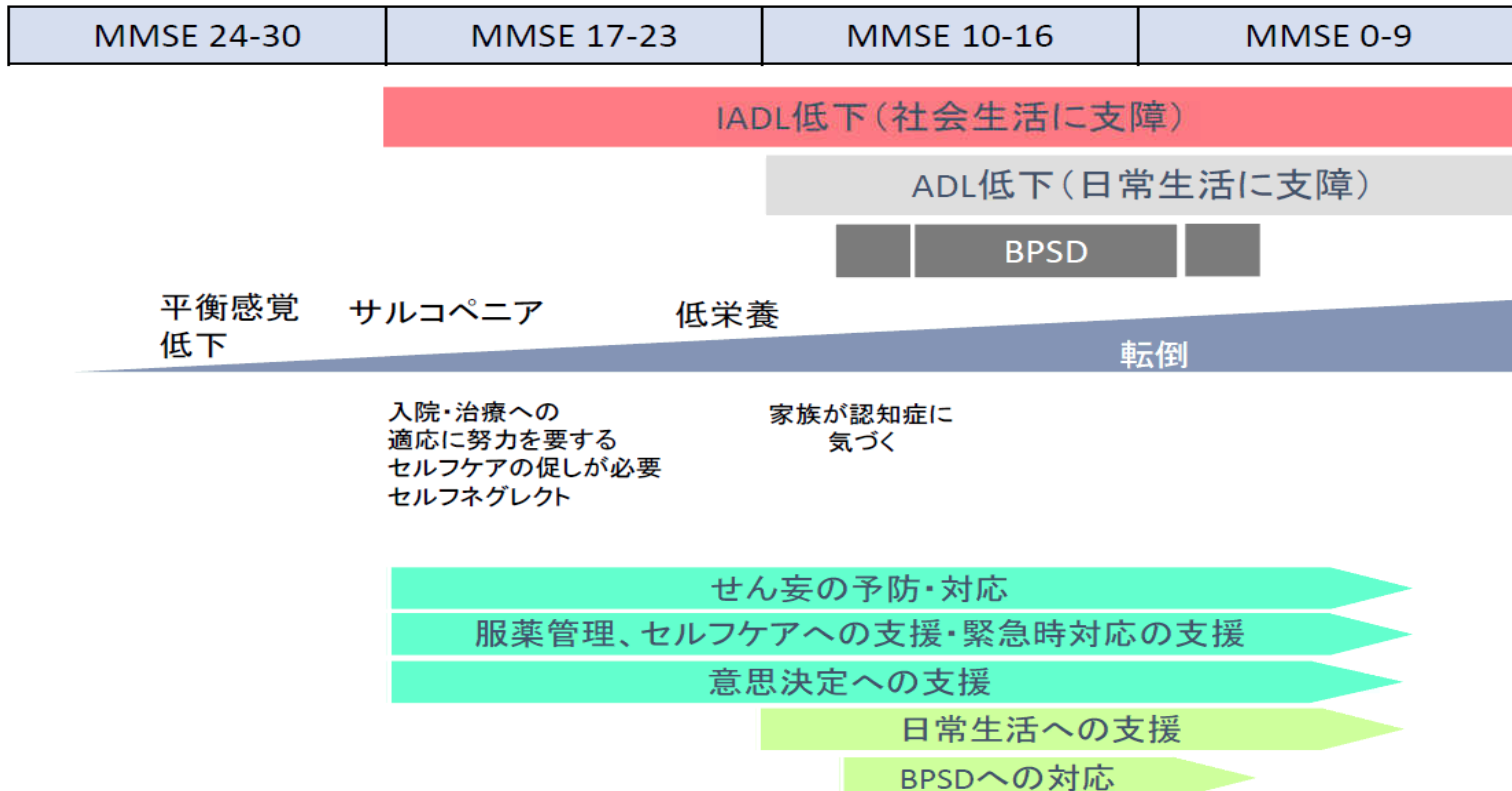 MMSE 24-30
MMSE 17-23
MMSE 10-16
MMSE 0-9
IADL低下(社会生活に支障)
ADL低下(日常生活に支障)
BPSD
平衡感覚
低下
サルコペニア
低栄養
転倒
入院・治療への
適応に努力を要する
セルフケアの促しが必要
セルフネグレクト
家族が認知症に
気づく
せん妄の予防・対応
服薬管理、セルフケアへの支援・緊急時対応の支援
意思決定への支援
日常生活への支援
BPSDへの対応